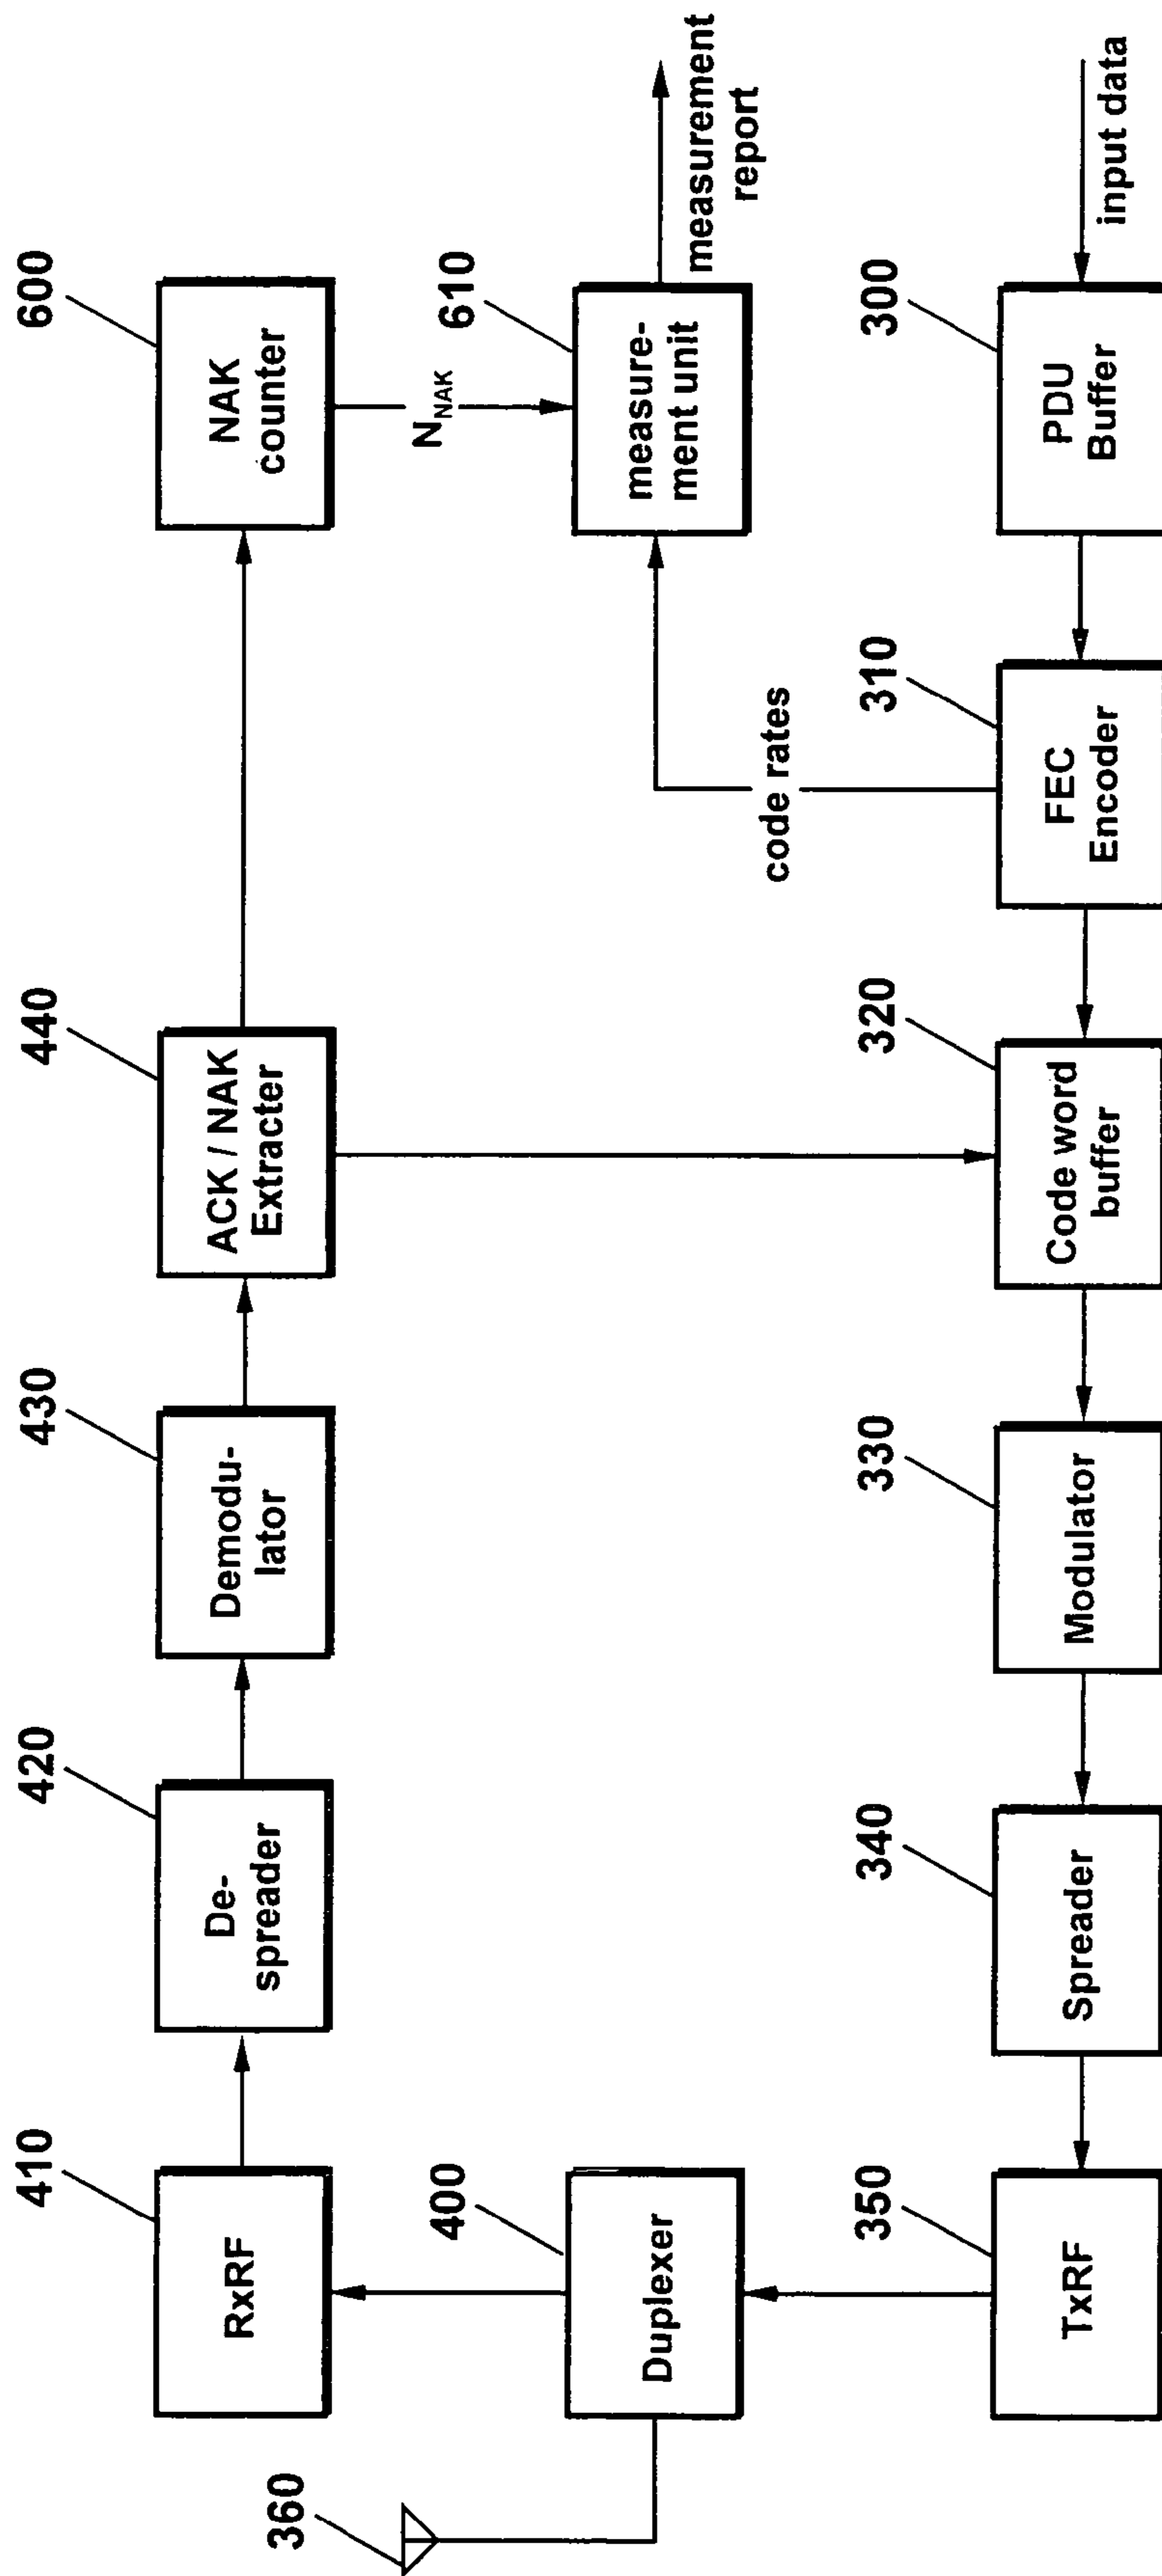 360
410
RxRF
420
De-
spreader
430
Demodu-
lator
440
ACK / NAK
Extracter
600
NAK
counter
N_NAK
400
Duplexer
610
measure-
ment unit
measurement
report
code rates
350
TxRF
340
Spreader
330
Modulator
320
Code word
buffer
310
FEC
Encoder
300
PDU
Buffer
input data